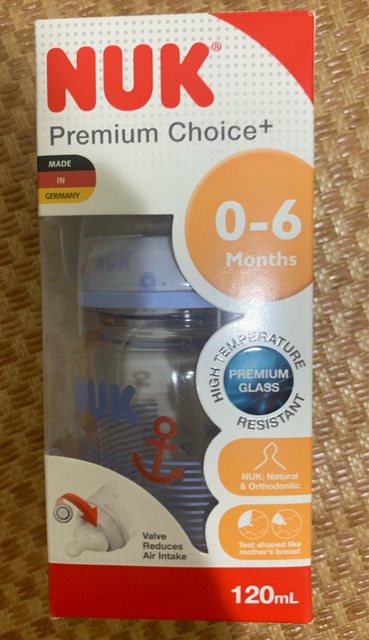 NUK®
Premium Choice+
MADE
IN
GERMANY
0-6
Months
NUK
HIGH TEMPERATURE
PREMIUM
GLASS
RESISTANT
NUK
NUK: Natural
& Orthodontic
Valve
Reduces
Air Intake
Teat shaped like
mother's breast
120mL